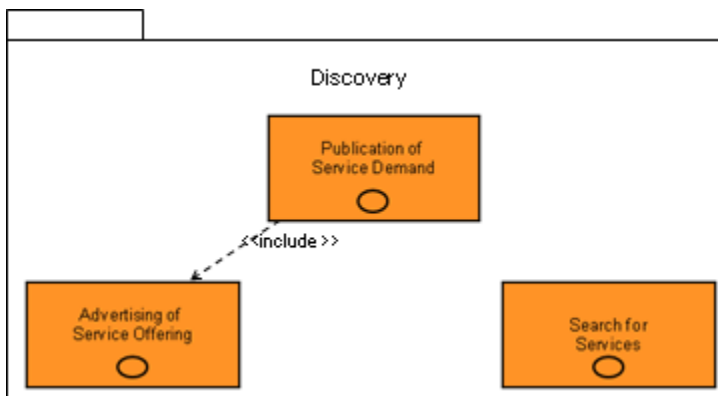 Discovery
Publication of
Service Demand
<<include>>
Advertising of
Service Offering
Search for
Services